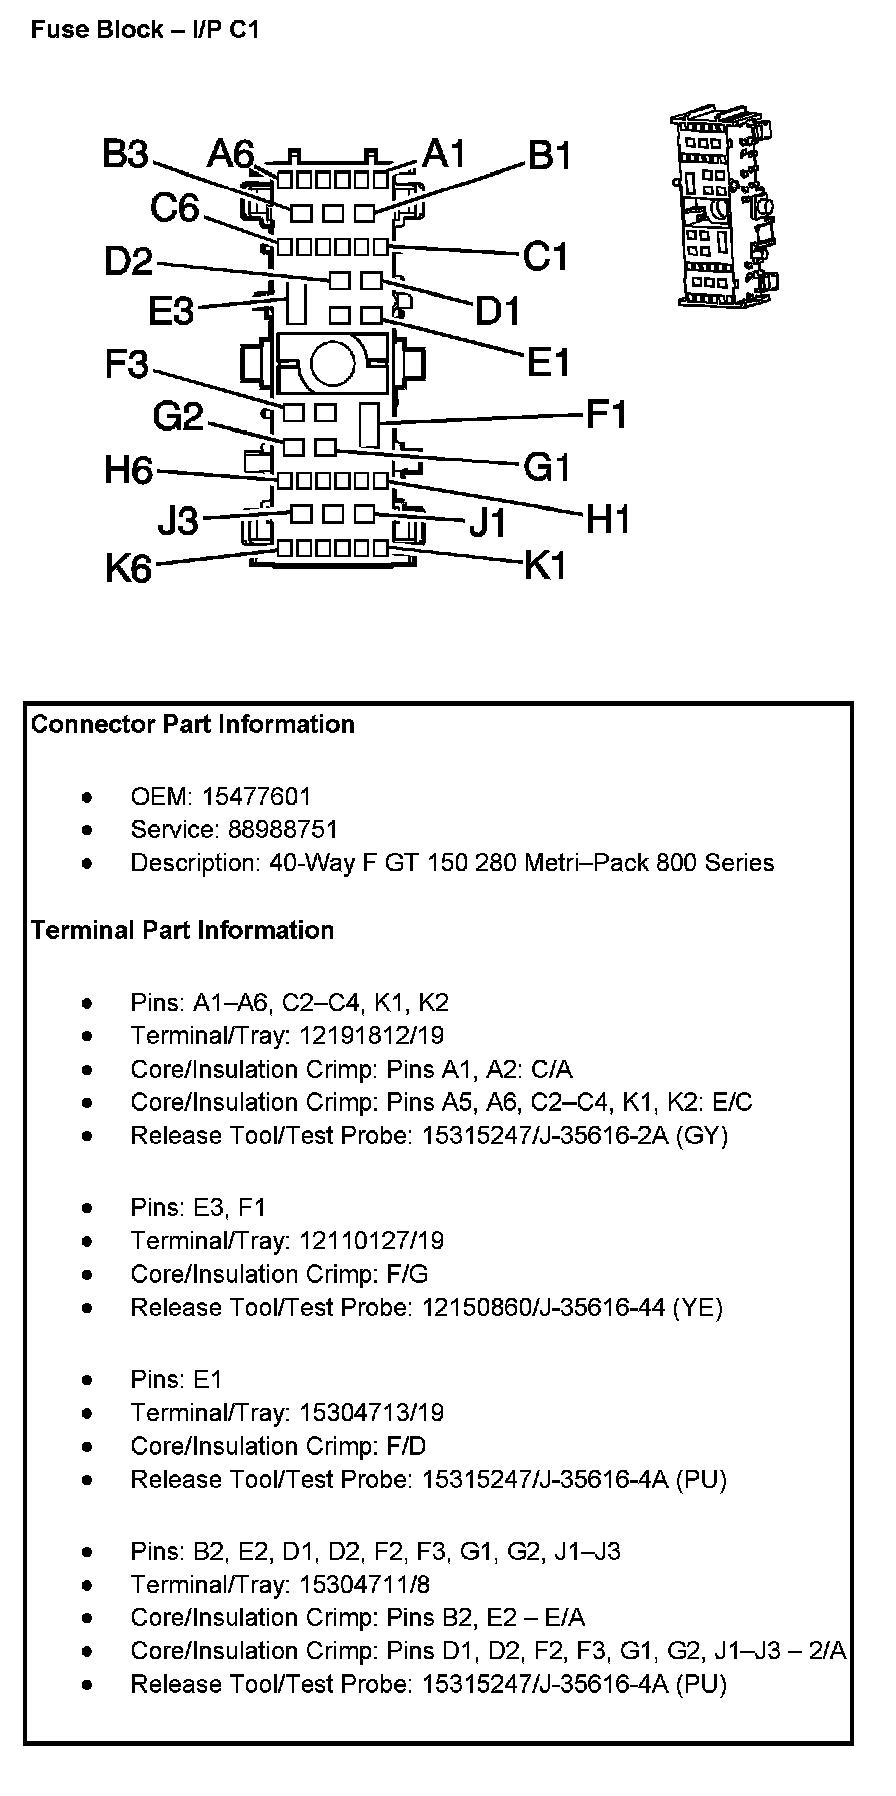 Fuse Block – I/P C1
B3 A6 A1 B1
C6 C1
D2 D1
E3 E1
F3 F1
G2 G1
H6 H1
J3 J1
K6 K1
Connector Part Information
• OEM: 15477601
• Service: 88988751
• Description: 40-Way F GT 150 280 Metri–Pack 800 Series
Terminal Part Information
• Pins: A1–A6, C2–C4, K1, K2
• Terminal/Tray: 12191812/19
• Core/Insulation Crimp: Pins A1, A2: C/A
• Core/Insulation Crimp: Pins A5, A6, C2–C4, K1, K2: E/C
• Release Tool/Test Probe: 15315247/J-35616-2A (GY)
• Pins: E3, F1
• Terminal/Tray: 12110127/19
• Core/Insulation Crimp: F/G
• Release Tool/Test Probe: 12150860/J-35616-44 (YE)
• Pins: E1
• Terminal/Tray: 15304713/19
• Core/Insulation Crimp: F/D
• Release Tool/Test Probe: 15315247/J-35616-4A (PU)
• Pins: B2, E2, D1, D2, F2, F3, G1, G2, J1–J3
• Terminal/Tray: 15304711/8
• Core/Insulation Crimp: Pins B2, E2 – E/A
• Core/Insulation Crimp: Pins D1, D2, F2, F3, G1, G2, J1–J3 – 2/A
• Release Tool/Test Probe: 15315247/J-35616-4A (PU)